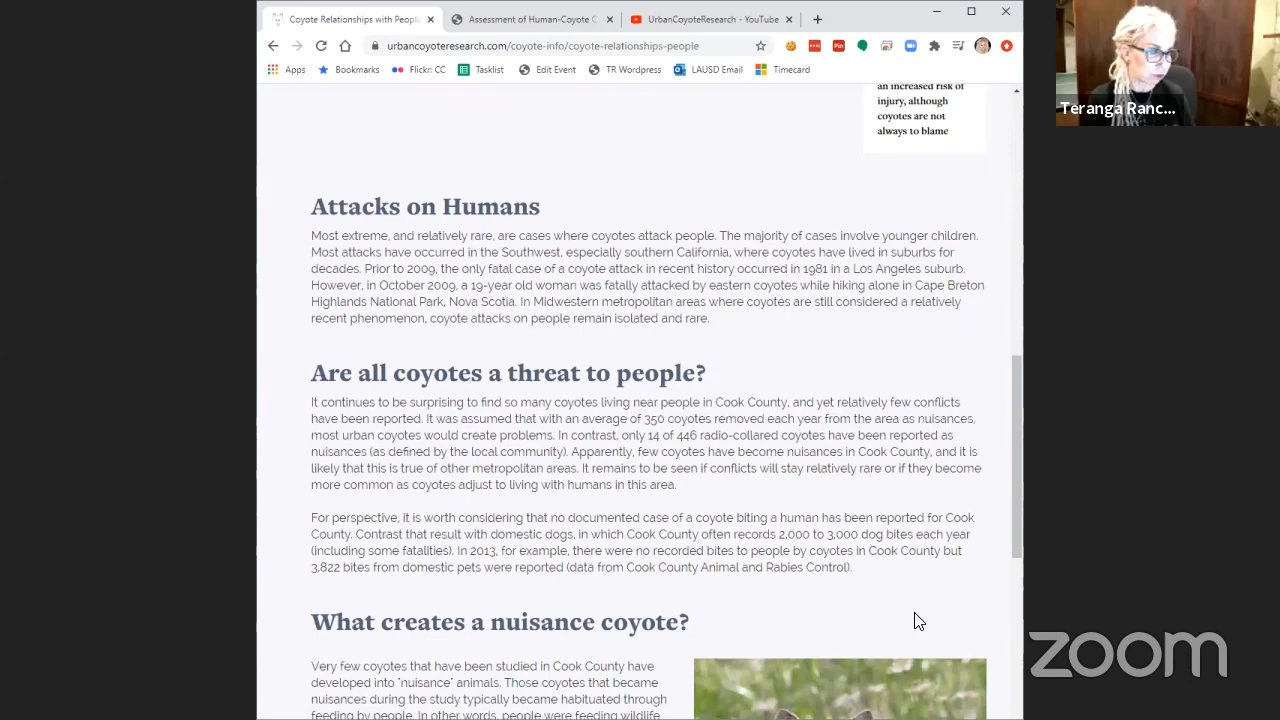 Coyote Relationships with People
Assessment of Human-Coyote C
UrbanCoyoteResearch - YouTube
urbancoyoteresearch.com/coyote-info/coyote-relationships-people
Apps
Bookmarks
Flickr: CC
Tasklist
Edit Event
TR Wordpress
LAUSD Email
Timecard
Teranga Ranc...
an increased risk of
injury, although
coyotes are not
always to blame
Attacks on Humans
Most extreme, and relatively rare, are cases where coyotes attack people. The majority of cases involve younger children.
Most attacks have occurred in the Southwest, especially southern California, where coyotes have lived in suburbs for
decades. Prior to 2009, the only fatal case of a coyote attack in recent history occurred in 1981 in a Los Angeles suburb.
However, in October 2009, a 19-year old woman was fatally attacked by eastern coyotes while hiking alone in Cape Breton
Highlands National Park, Nova Scotia. In Midwestern metropolitan areas where coyotes are still considered a relatively
recent phenomenon, coyote attacks on people remain isolated and rare.
Are all coyotes a threat to people?
It continues to be surprising to find so many coyotes living near people in Cook County, and yet relatively few conflicts
have been reported. It was assumed that with an average of 350 coyotes removed each year from the area as nuisances,
most urban coyotes would create problems. In contrast, only 14 of 446 radio-collared coyotes have been reported as
nuisances (as defined by the local community). Apparently, few coyotes have become nuisances in Cook County, and it is
likely that this is true of other metropolitan areas. It remains to be seen if conflicts will stay relatively rare or if they become
more common as coyotes adjust to living with humans in this area.
For perspective, it is worth considering that no documented case of a coyote biting a human has been reported for Cook
County. Contrast that result with domestic dogs, in which Cook County often records 2,000 to 3,000 dog bites each year
(including some fatalities). In 2013, for example, there were no recorded bites to people by coyotes in Cook County but
3,822 bites from domestic pets were reported (data from Cook County Animal and Rabies Control).
What creates a nuisance coyote?
Very few coyotes that have been studied in Cook County have
developed into "nuisance" animals. Those coyotes that became
nuisances during the study typically became habituated through
feeding by people. In other words, people were feeding wildlife
zoom